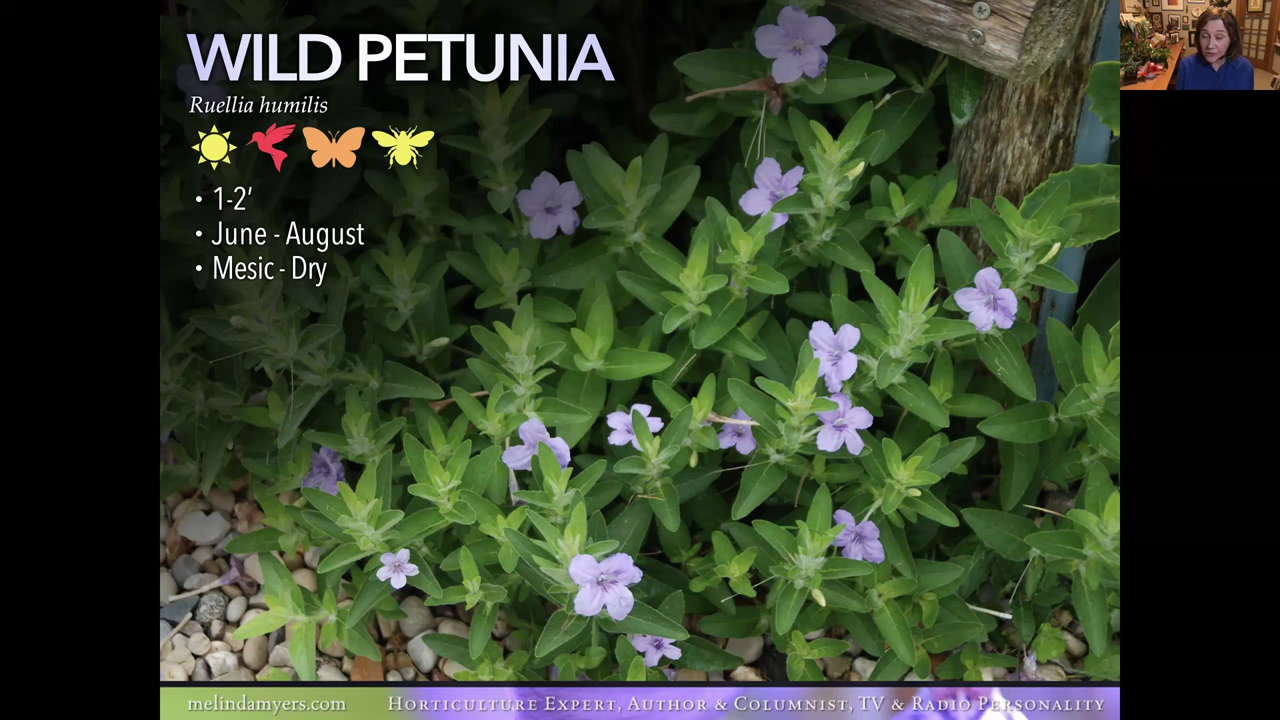 WILD PETUNIA
Ruellia humilis
• 1-2'
• June - August
• Mesic - Dry
melindamyers.com
Horticulture Expert, Author & Columnist, TV & Radio Personality